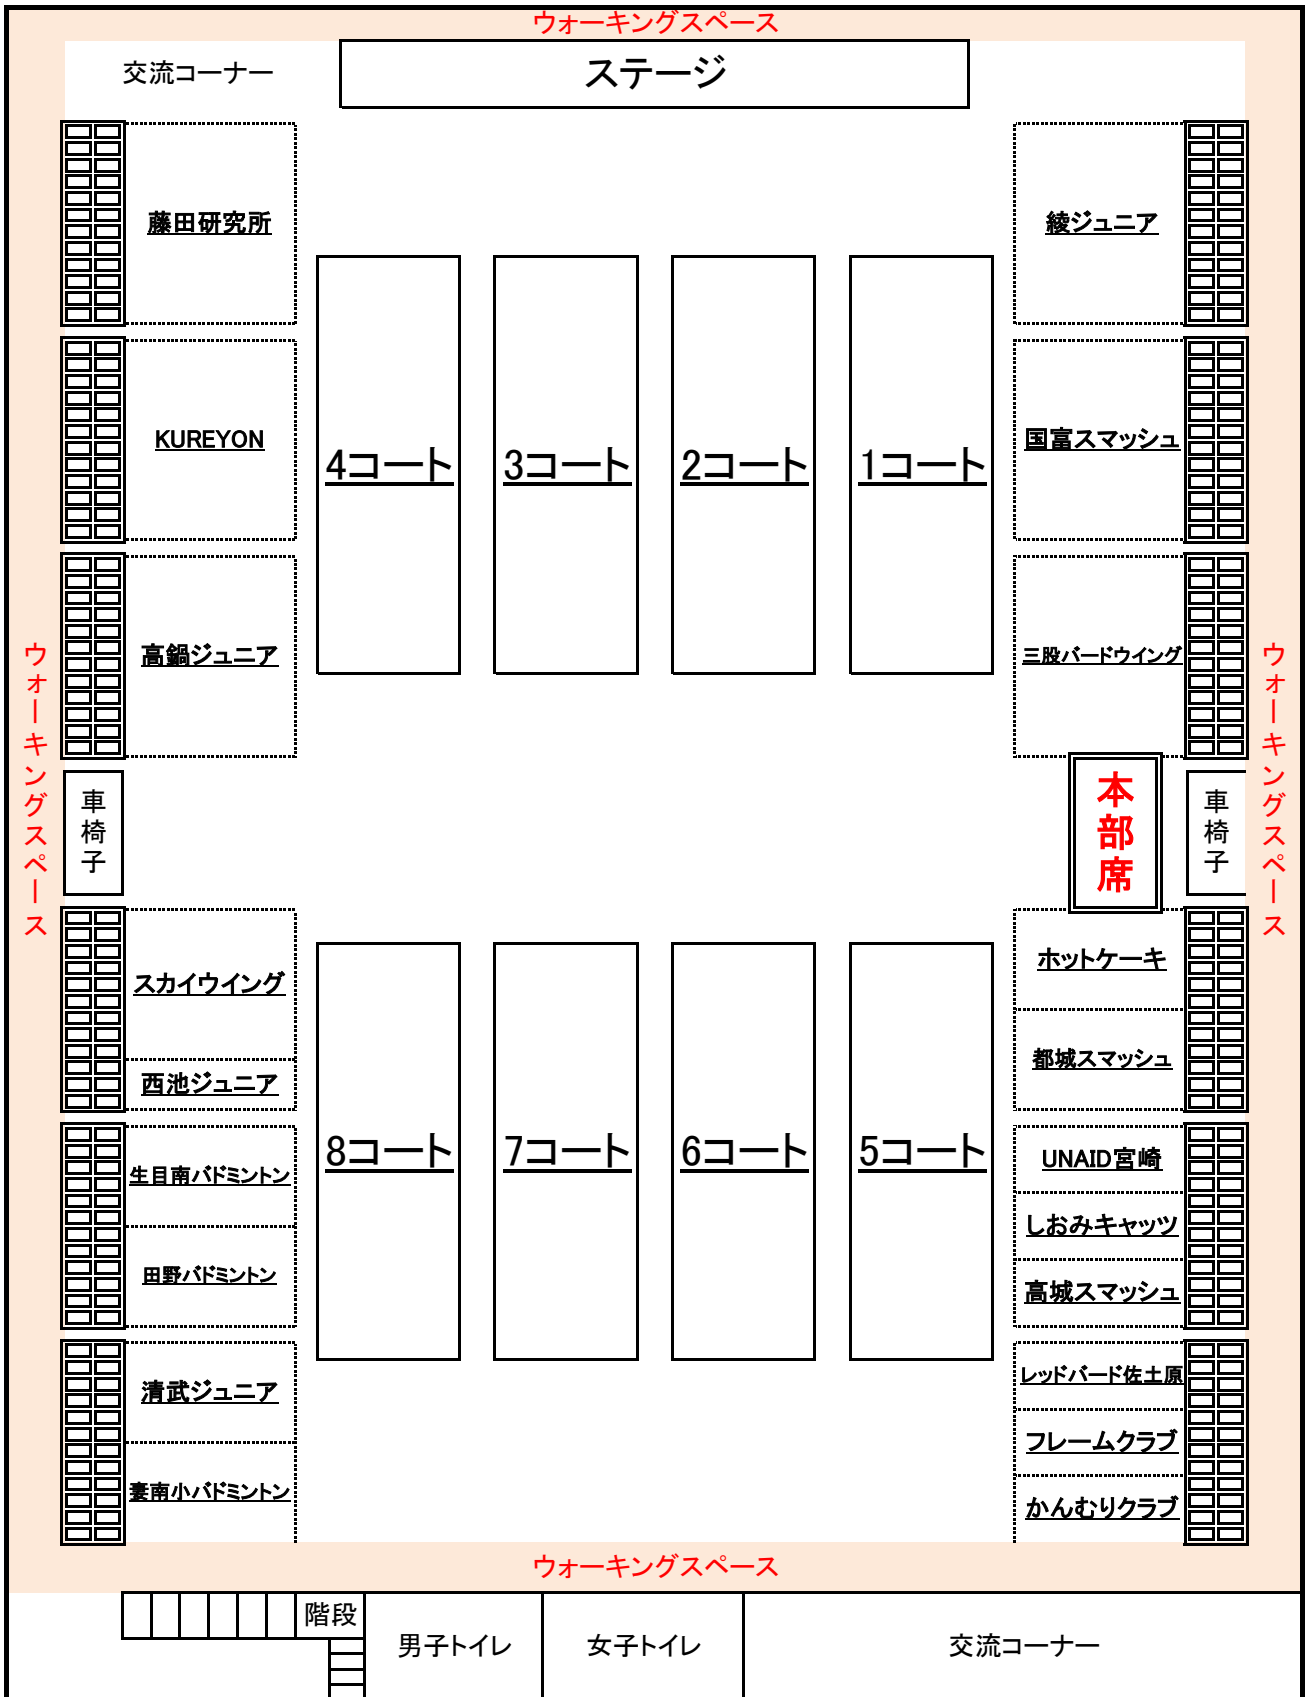 ウォーキングスペース
交流コーナー
ステージ
藤田研究所
綾ジュニア
KUREYON
国富スマッシュ
4コート
3コート
2コート
1コート
高鍋ジュニア
三股バードウイング
ウォーキングスペース
ウォーキングスペース
車椅子
本部席
車椅子
スカイウイング
ホットケーキ
西池ジュニア
都城スマッシュ
8コート
7コート
6コート
5コート
生目南バドミントン
UNAID宮崎
しおみキャッツ
田野バドミントン
高城スマッシュ
清武ジュニア
レッドバード佐土原
フレームクラブ
妻南小バドミントン
かんむりクラブ
ウォーキングスペース
階段
男子トイレ
女子トイレ
交流コーナー